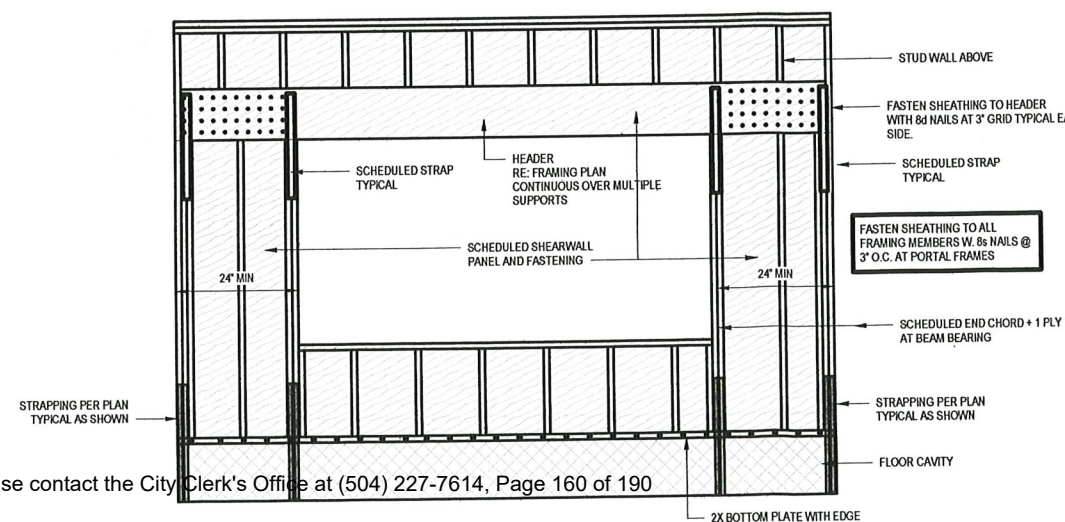 STUD WALL ABOVE
FASTEN SHEATHING TO HEADER
WITH 8d NAILS AT 3" GRID TYPICAL
SIDE.
SCHEDULED STRAP
TYPICAL
HEADER
RE: FRAMING PLAN
CONTINUOUS OVER MULTIPLE
SUPPORTS
SCHEDULED STRAP
TYPICAL
FASTEN SHEATHING TO ALL
FRAMING MEMBERS W. 8s NAILS @
3" O.C. AT PORTAL FRAMES
SCHEDULED SHEARWALL
PANEL AND FASTENING
24" MIN
24" MIN
SCHEDULED END CHORD + 1 PLY
AT BEAM BEARING
STRAPPING PER PLAN
TYPICAL AS SHOWN
STRAPPING PER PLAN
TYPICAL AS SHOWN
FLOOR CAVITY
se contact the City Clerk's Office at (504) 227-7614, Page 160 of 190
2X BOTTOM PLATE WITH EDGE